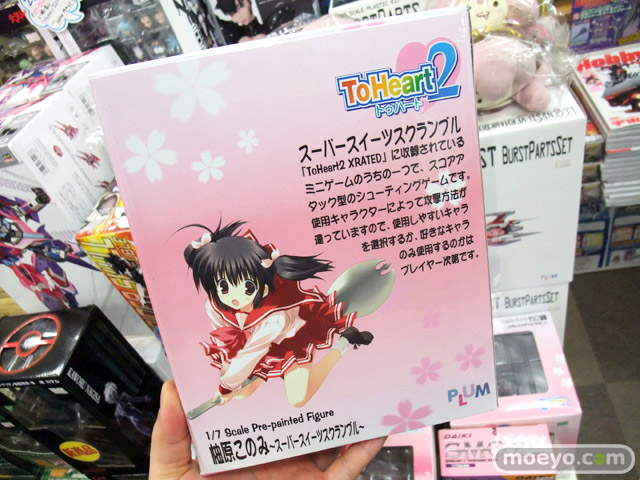 ToHeart2
トゥハート
スーパースイーツスクランブル
「ToHeart2 XRATED」に収録されている
ミニゲームのうちの一つで、スコアア
タック型のシューティングゲームです。
使用キャラクターによって攻撃方法が
違っていますので、使用しやすいキャラ
を選択するか、好きなキャラ
のみ使用するのかは
プレイヤー次第です。
PLUM
1/7 Scale Pre-painted Figure
柚原このみ~スーパースイーツスクランブル~
BURST PARTS SET
BURST PARTS SET
PLUM
DAIKI
moeyo.com